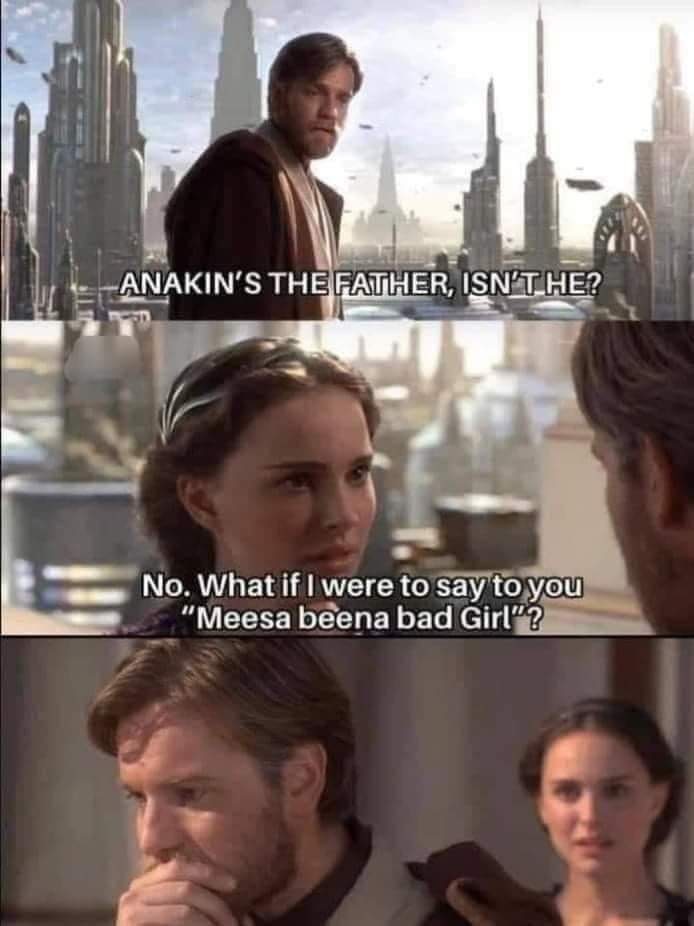 ANAKIN'S THE FATHER, ISN'T HE?
No. What if I were to say to you
"Meesa beena bad Girl"?